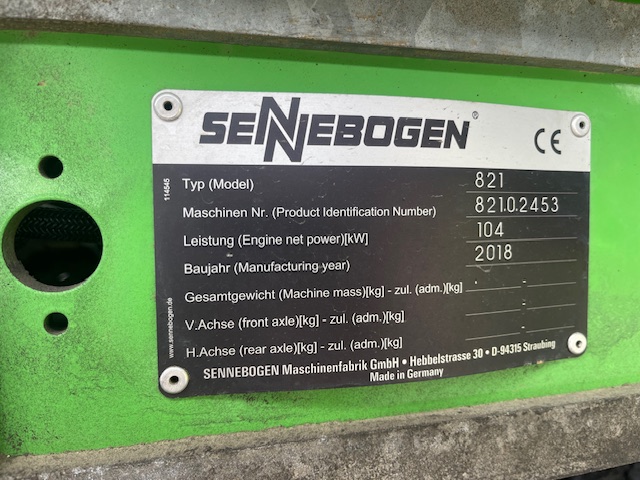 SENNEBOGEN®
CE
114545
Typ (Model) 821
Maschinen Nr. (Product Identification Number) 821.0.2453
Leistung (Engine net power)[kW] 104
Baujahr (Manufacturing year) 2018
Gesamtgewicht (Machine mass)[kg] - zul. (adm.)[kg]
V.Achse (front axle)[kg] - zul. (adm.)[kg]
H.Achse (rear axle)[kg] - zul. (adm.)[kg]
www.sennebogen.de
SENNEBOGEN Maschinenfabrik GmbH • Hebbelstrasse 30 • D-94315 Straubing
Made in Germany